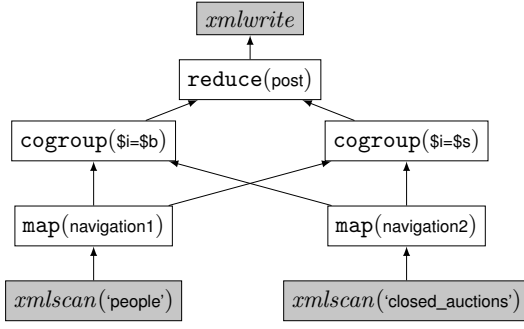 xmlwrite
reduce(post)
cogroup($i=$b) cogroup($i=$s)
map(navigation1) map(navigation2)
xmlscan(‘people’) xmlscan(‘closed_auctions’)